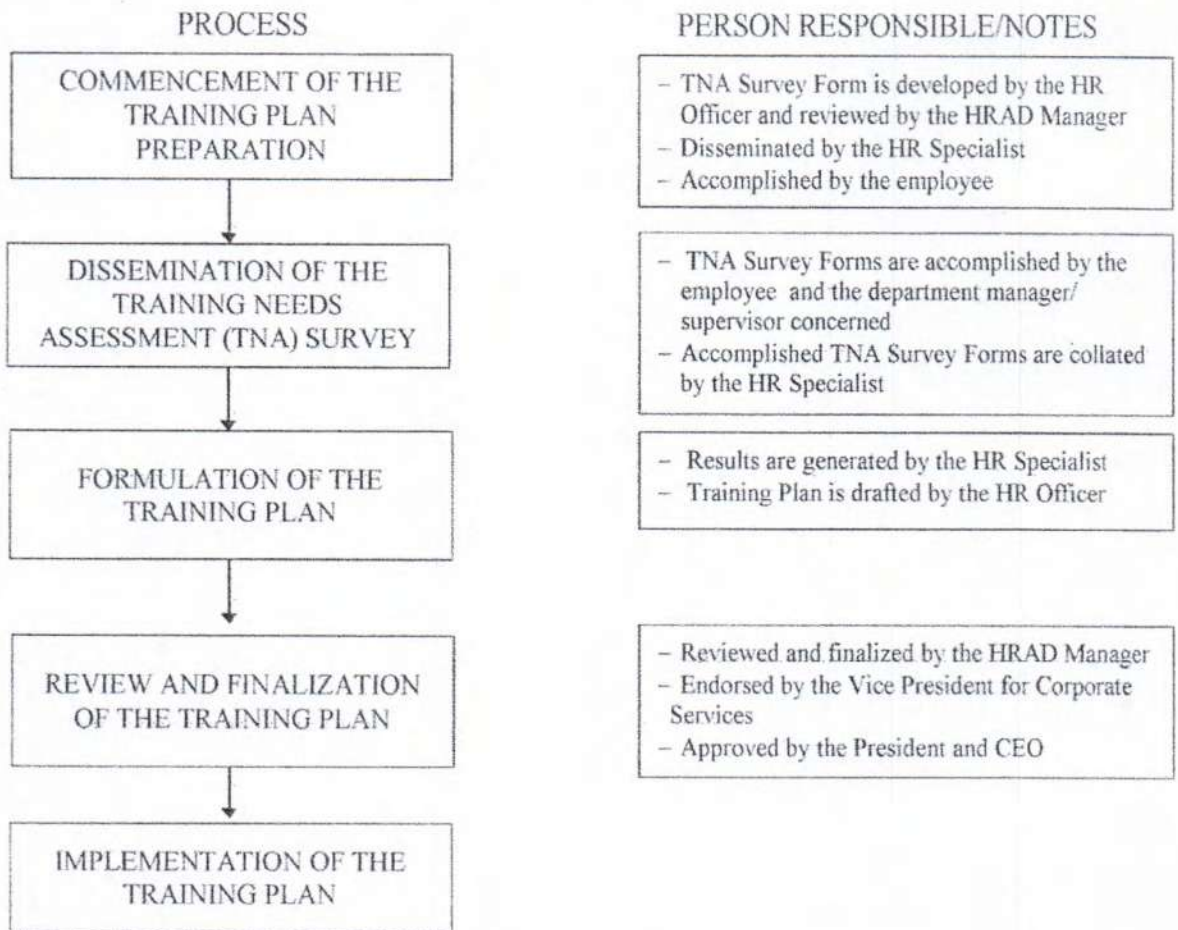 PROCESS
PERSON RESPONSIBLE/NOTES
COMMENCEMENT OF THE
TRAINING PLAN
PREPARATION
– TNA Survey Form is developed by the HR
Officer and reviewed by the HRAD Manager
– Disseminated by the HR Specialist
– Accomplished by the employee
DISSEMINATION OF THE
TRAINING NEEDS
ASSESSMENT (TNA) SURVEY
– TNA Survey Forms are accomplished by the
employee and the department manager/
supervisor concerned
– Accomplished TNA Survey Forms are collated
by the HR Specialist
FORMULATION OF THE
TRAINING PLAN
– Results are generated by the HR Specialist
– Training Plan is drafted by the HR Officer
REVIEW AND FINALIZATION
OF THE TRAINING PLAN
– Reviewed and finalized by the HRAD Manager
– Endorsed by the Vice President for Corporate
Services
– Approved by the President and CEO
IMPLEMENTATION OF THE
TRAINING PLAN